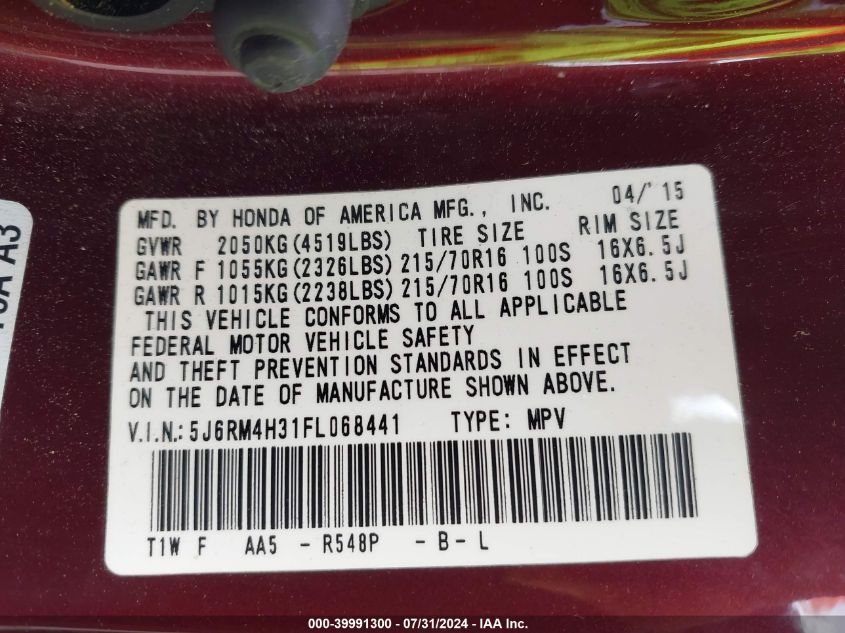 MFD. BY HONDA OF AMERICA MFG., INC. 04/'15
GVWR 2050KG(4519LBS) TIRE SIZE RIM SIZE
GAWR F 1055KG(2326LBS) 215/70R16 100S 16X6.5J
GAWR R 1015KG(2238LBS) 215/70R16 100S 16X6.5J
THIS VEHICLE CONFORMS TO ALL APPLICABLE
FEDERAL MOTOR VEHICLE SAFETY
AND THEFT PREVENTION STANDARDS IN EFFECT
ON THE DATE OF MANUFACTURE SHOWN ABOVE.
V.I.N.: 5J6RM4H31FL068441 TYPE: MPV
T1W F AA5 - R548P - B - L
A3
000-39991300 - 07/31/2024 - IAA Inc.